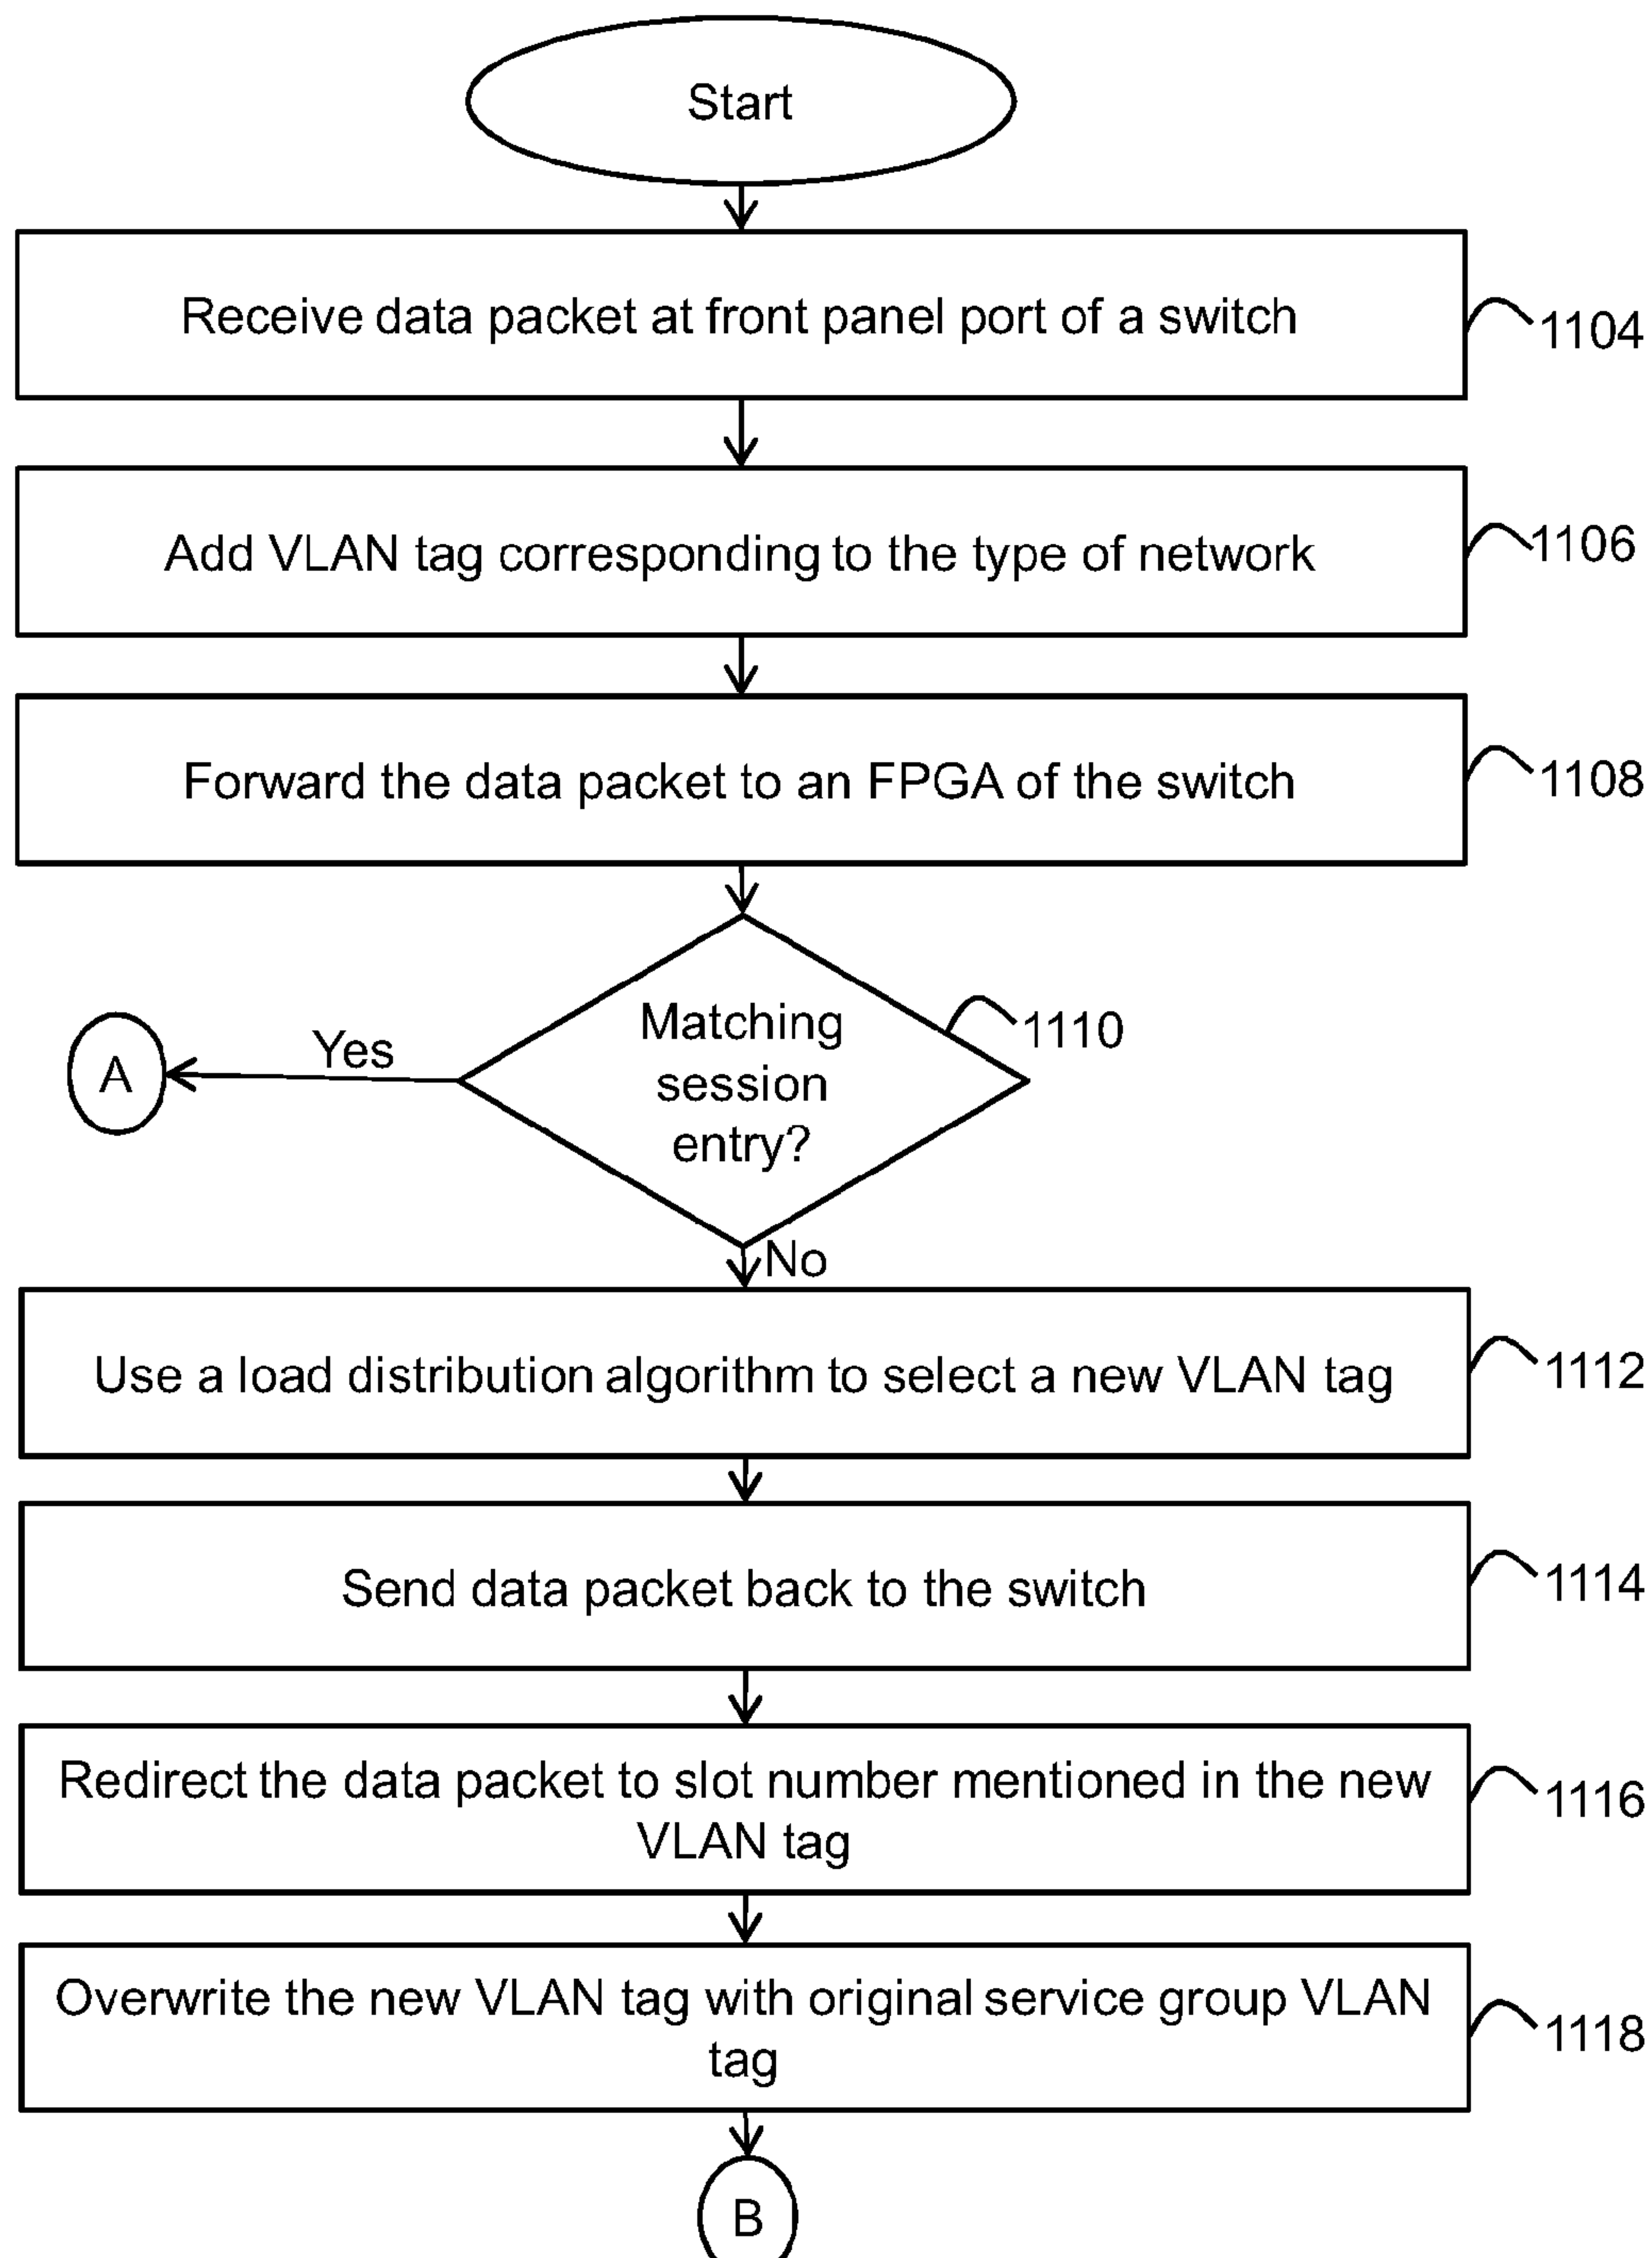 Start
Receive data packet at front panel port of a switch
1104
Add VLAN tag corresponding to the type of network
1106
Forward the data packet to an FPGA of the switch
1108
Matching
session
entry?
1110
Yes
A
No
Use a load distribution algorithm to select a new VLAN tag
1112
Send data packet back to the switch
1114
Redirect the data packet to slot number mentioned in the new
VLAN tag
1116
Overwrite the new VLAN tag with original service group VLAN
tag
1118
B